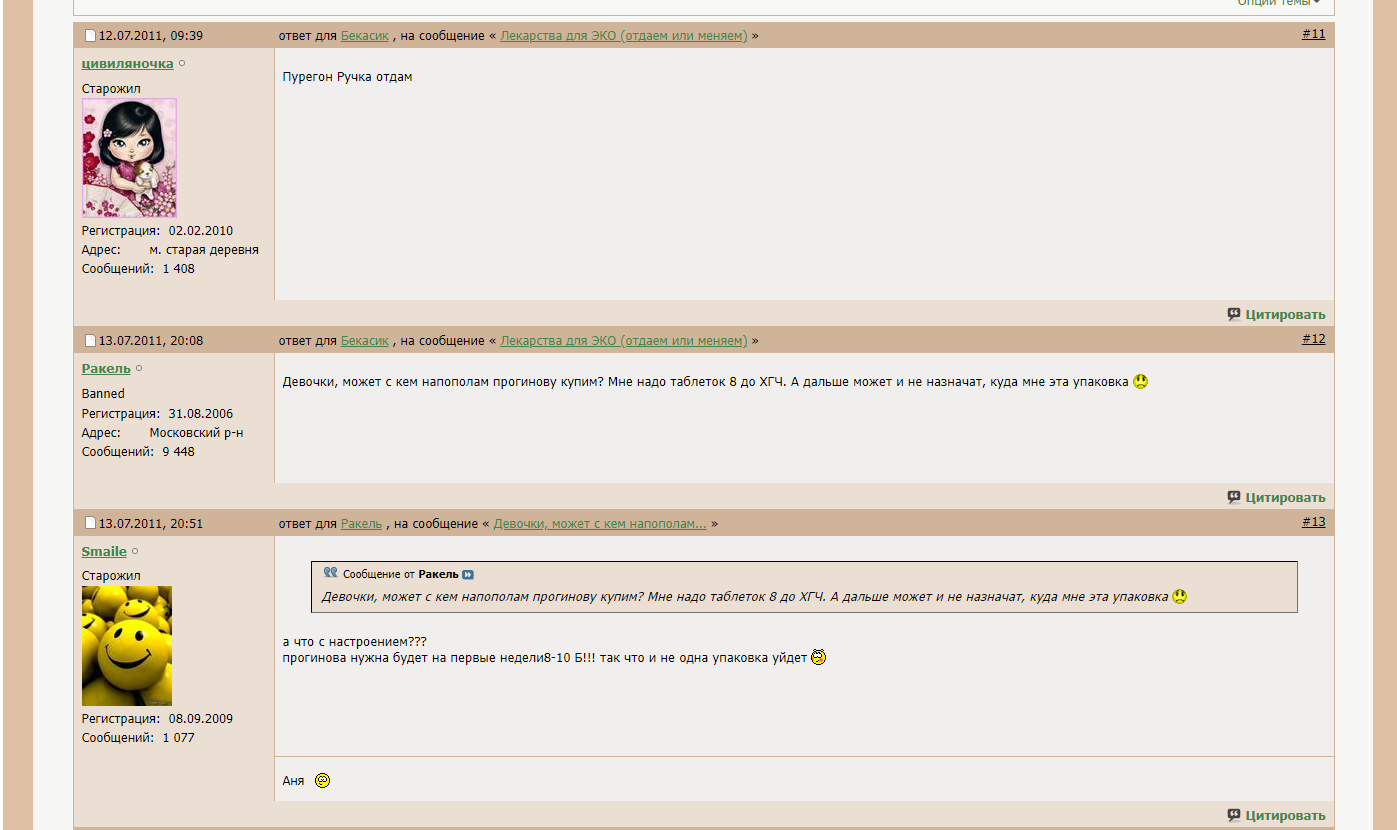 Опции темы
12.07.2011, 09:39 ответ для Бекасик , на сообщение « Лекарства для ЭКО (отдаем или меняем) » #11
цивиляночка
Старожил
Регистрация: 02.02.2010
Адрес: м. старая деревня
Сообщений: 1 408
Пурегон Ручка отдам
Цитировать
13.07.2011, 20:08 ответ для Бекасик , на сообщение « Лекарства для ЭКО (отдаем или меняем) » #12
Ракель
Banned
Регистрация: 31.08.2006
Адрес: Московский р-н
Сообщений: 9 448
Девочки, может с кем напополам прогинову купим? Мне надо таблеток 8 до ХГЧ. А дальше может и не назначат, куда мне эта упаковка
Цитировать
13.07.2011, 20:51 ответ для Ракель , на сообщение « Девочки, может с кем напополам... » #13
Smaile
Старожил
Регистрация: 08.09.2009
Сообщений: 1 077
Сообщение от Ракель
Девочки, может с кем напополам прогинову купим? Мне надо таблеток 8 до ХГЧ. А дальше может и не назначат, куда мне эта упаковка
а что с настроением???
прогинова нужна будет на первые недели8-10 Б!!! так что и не одна упаковка уйдет
Аня
Цитировать